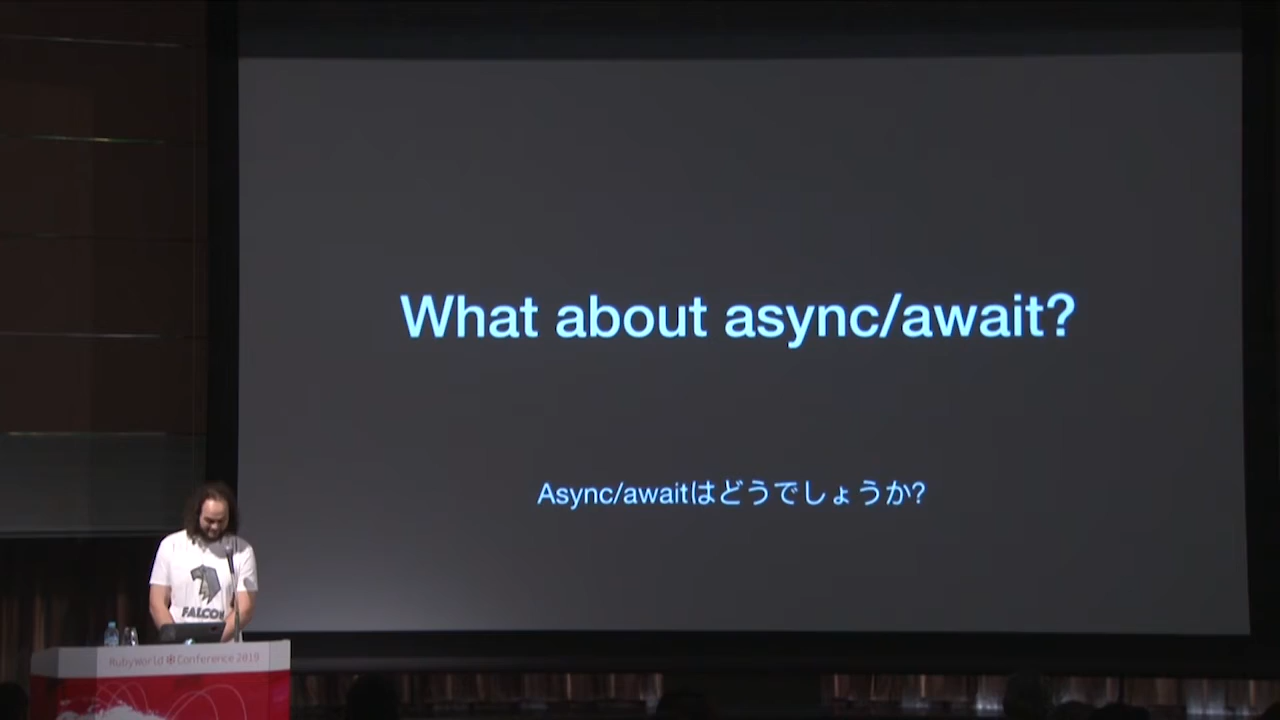 What about async/await?
Async/awaitはどうでしょうか?
FALCON
RubyWorld Conference 2019